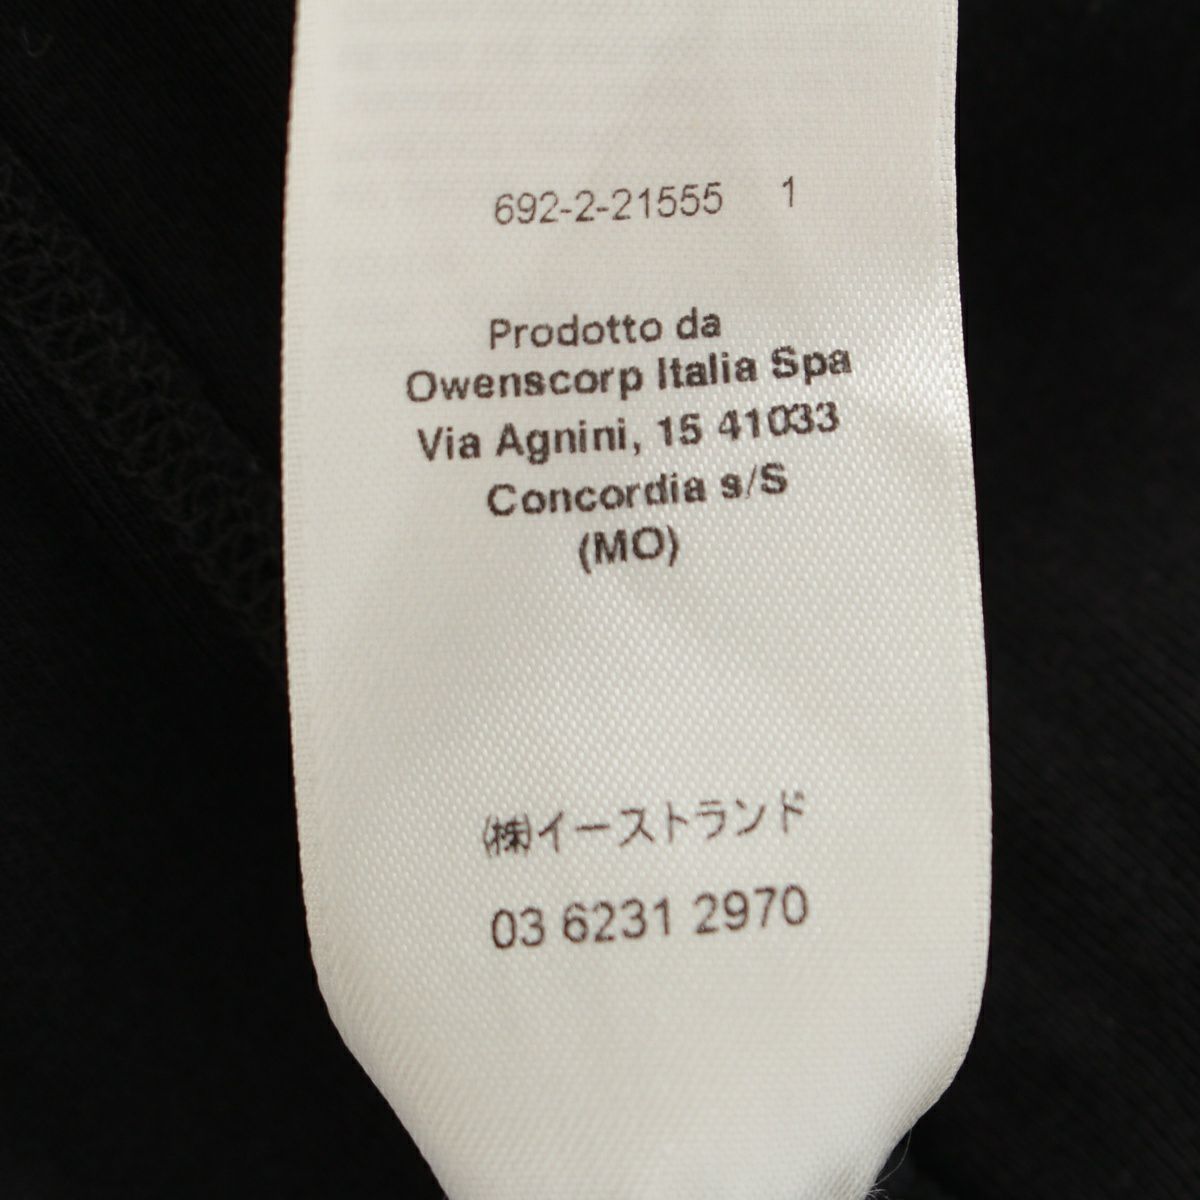 692-2-21555 1
Prodotto da
Owenscorp Italia Spa
Via Agnini, 15 41033
Concordia s/S
(MO)
㈱イーストランド
03 6231 2970